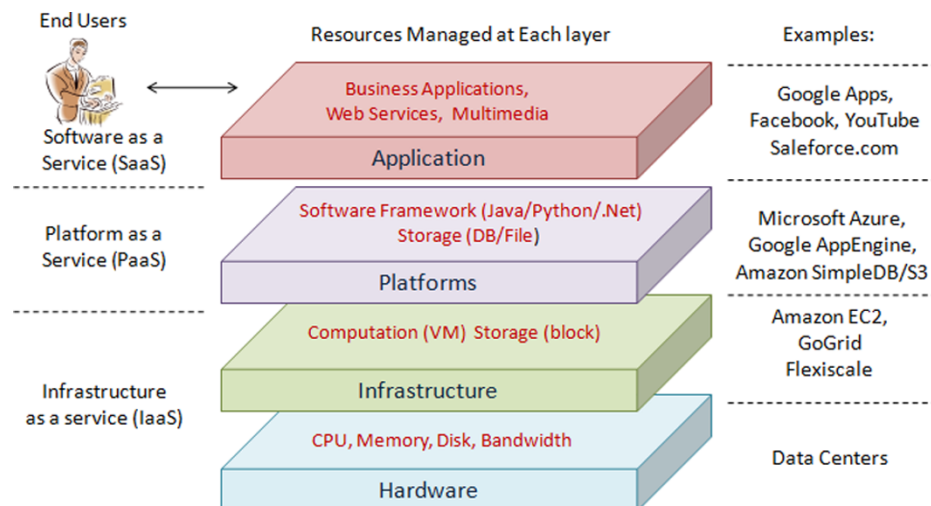 End Users
Resources Managed at Each layer
Examples:
Business Applications,
Web Services, Multimedia
Application
Software as a
Service (SaaS)
Google Apps,
Facebook, YouTube
Saleforce.com
Software Framework (Java/Python/.Net)
Storage (DB/File)
Platforms
Platform as a
Service (PaaS)
Microsoft Azure,
Google AppEngine,
Amazon SimpleDB/S3
Computation (VM) Storage (block)
Infrastructure
Amazon EC2,
GoGrid
Flexiscale
Infrastructure
as a service (IaaS)
CPU, Memory, Disk, Bandwidth
Hardware
Data Centers